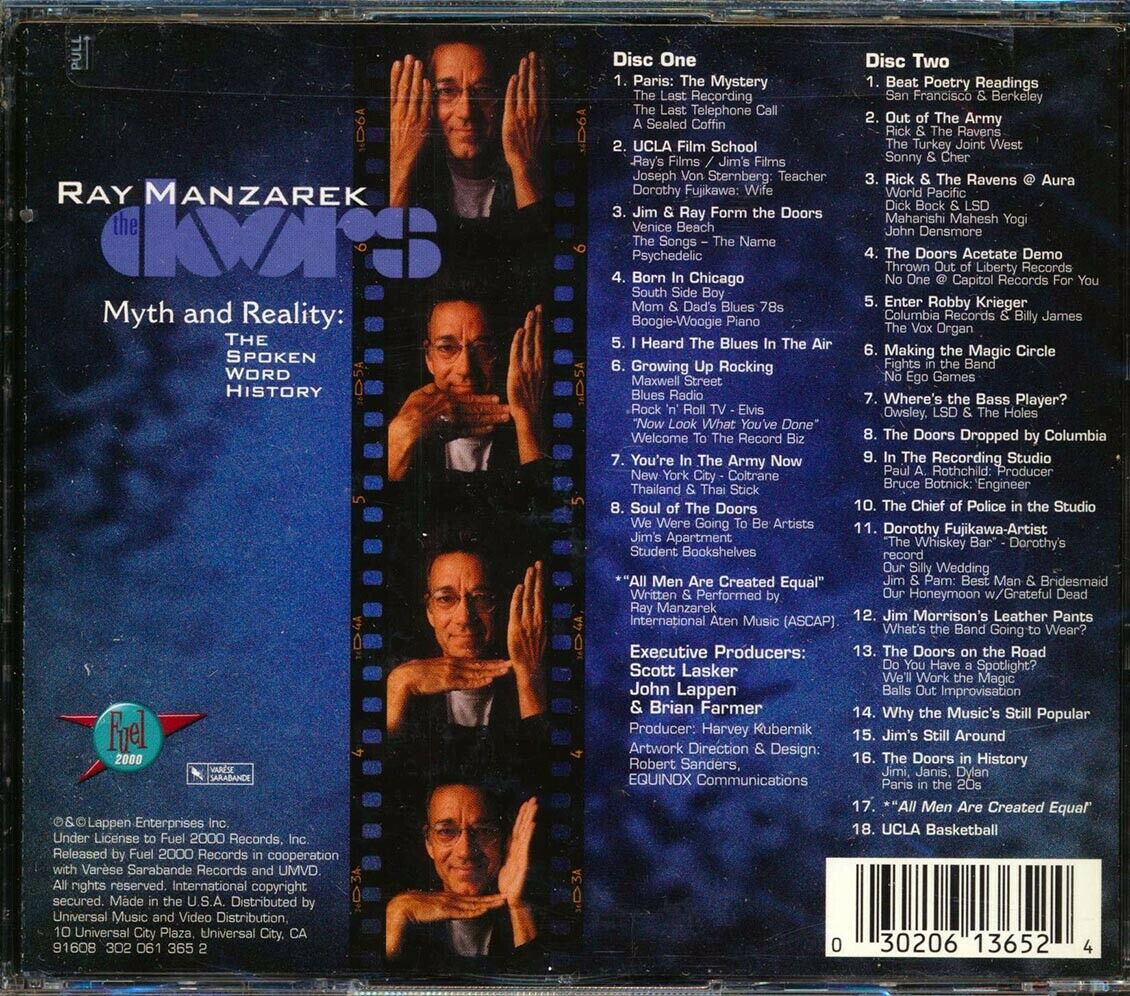 PULL
RAY MANZAREK
the doors
Myth and Reality:
THE
SPOKEN
WORD
HISTORY
Fuel
2000
VARÈSE
SARABANDE
℗&© Lappen Enterprises Inc.
Under License to Fuel 2000 Records, Inc.
Released by Fuel 2000 Records in cooperation
with Varèse Sarabande Records and UMVD.
All rights reserved. International copyright
secured. Made in the U.S.A. Distributed by
Universal Music and Video Distribution,
10 Universal City Plaza, Universal City, CA
91608 302 061 365 2
6A
6
5A
5
4A
4
3A
6A
6
5A
5
4A
4
3A
Disc One
1. Paris: The Mystery
The Last Recording
The Last Telephone Call
A Sealed Coffin
2. UCLA Film School
Ray's Films / Jim's Films
Joseph Von Sternberg: Teacher
Dorothy Fujikawa: Wife
3. Jim & Ray Form the Doors
Venice Beach
The Songs – The Name
Psychedelic
4. Born In Chicago
South Side Boy
Mom & Dad's Blues 78s
Boogie-Woogie Piano
5. I Heard The Blues In The Air
6. Growing Up Rocking
Maxwell Street
Blues Radio
Rock 'n' Roll TV - Elvis
"Now Look What You've Done"
Welcome To The Record Biz
7. You're In The Army Now
New York City - Coltrane
Thailand & Thai Stick
8. Soul of The Doors
We Were Going To Be Artists
Jim's Apartment
Student Bookshelves
*"All Men Are Created Equal"
Written & Performed by
Ray Manzarek
International Aten Music (ASCAP).
Executive Producers:
Scott Lasker
John Lappen
& Brian Farmer
Producer: Harvey Kubernik
Artwork Direction & Design:
Robert Sanders,
EQUINOX Communications
Disc Two
1. Beat Poetry Readings
San Francisco & Berkeley
2. Out of The Army
Rick & The Ravens
The Turkey Joint West
Sonny & Cher
3. Rick & The Ravens @ Aura
World Pacific
Dick Bock & LSD
Maharishi Mahesh Yogi
John Densmore
4. The Doors Acetate Demo
Thrown Out of Liberty Records
No One @ Capitol Records For You
5. Enter Robby Krieger
Columbia Records & Billy James
The Vox Organ
6. Making the Magic Circle
Fights in the Band
No Ego Games
7. Where's the Bass Player?
Owsley, LSD & The Holes
8. The Doors Dropped by Columbia
9. In The Recording Studio
Paul A. Rothchild: Producer
Bruce Botnick: Engineer
10. The Chief of Police in the Studio
11. Dorothy Fujikawa-Artist
"The Whiskey Bar" - Dorothy's
record
Our Silly Wedding
Jim & Pam: Best Man & Bridesmaid
Our Honeymoon w/Grateful Dead
12. Jim Morrison's Leather Pants
What's the Band Going to Wear?
13. The Doors on the Road
Do You Have a Spotlight?
We'll Work the Magic
Balls Out Improvisation
14. Why the Music's Still Popular
15. Jim's Still Around
16. The Doors in History
Jimi, Janis, Dylan
Paris in the 20s
17. *"All Men Are Created Equal"
18. UCLA Basketball
0 30206 13652 4